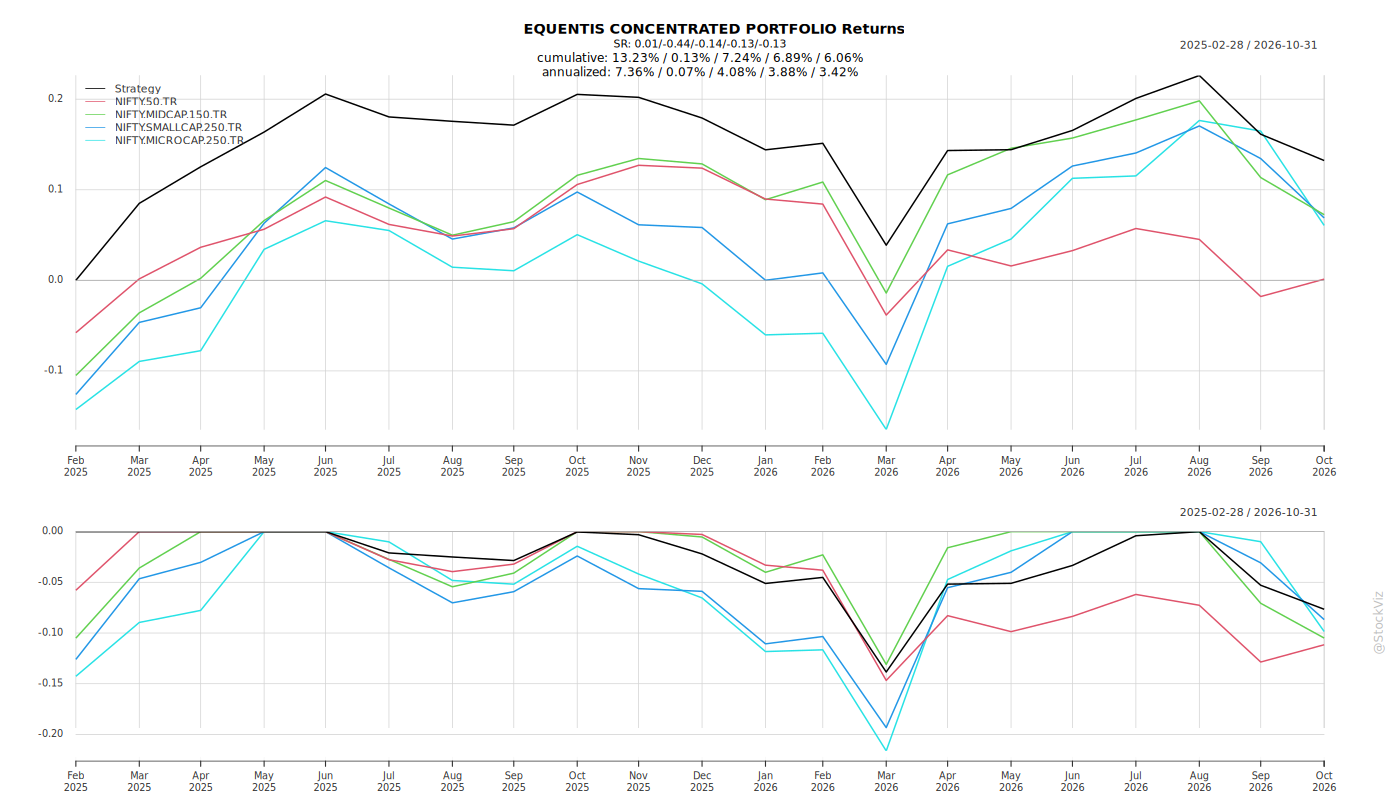 EQUENTIS CONCENTRATED PORTFOLIO Returns
SR: 0.01/-0.44/-0.14/-0.13/-0.13
cumulative: 13.23% / 0.13% / 7.24% / 6.89% / 6.06%
annualized: 7.36% / 0.07% / 4.08% / 3.88% / 3.42%
2025-02-28 / 2026-10-31
Strategy
NIFTY.50.TR
NIFTY.MIDCAP.150.TR
NIFTY.SMALLCAP.250.TR
NIFTY.MICROCAP.250.TR
0.2
0.1
0.0
-0.1
Feb Mar Apr May Jun Jul Aug Sep Oct Nov Dec Jan Feb Mar Apr May Jun Jul Aug Sep Oct
2025 2025 2025 2025 2025 2025 2025 2025 2025 2025 2025 2026 2026 2026 2026 2026 2026 2026 2026 2026 2026
2025-02-28 / 2026-10-31
0.00
-0.05
-0.10
-0.15
-0.20
Feb Mar Apr May Jun Jul Aug Sep Oct Nov Dec Jan Feb Mar Apr May Jun Jul Aug Sep Oct
2025 2025 2025 2025 2025 2025 2025 2025 2025 2025 2025 2026 2026 2026 2026 2026 2026 2026 2026 2026 2026
@StockViz